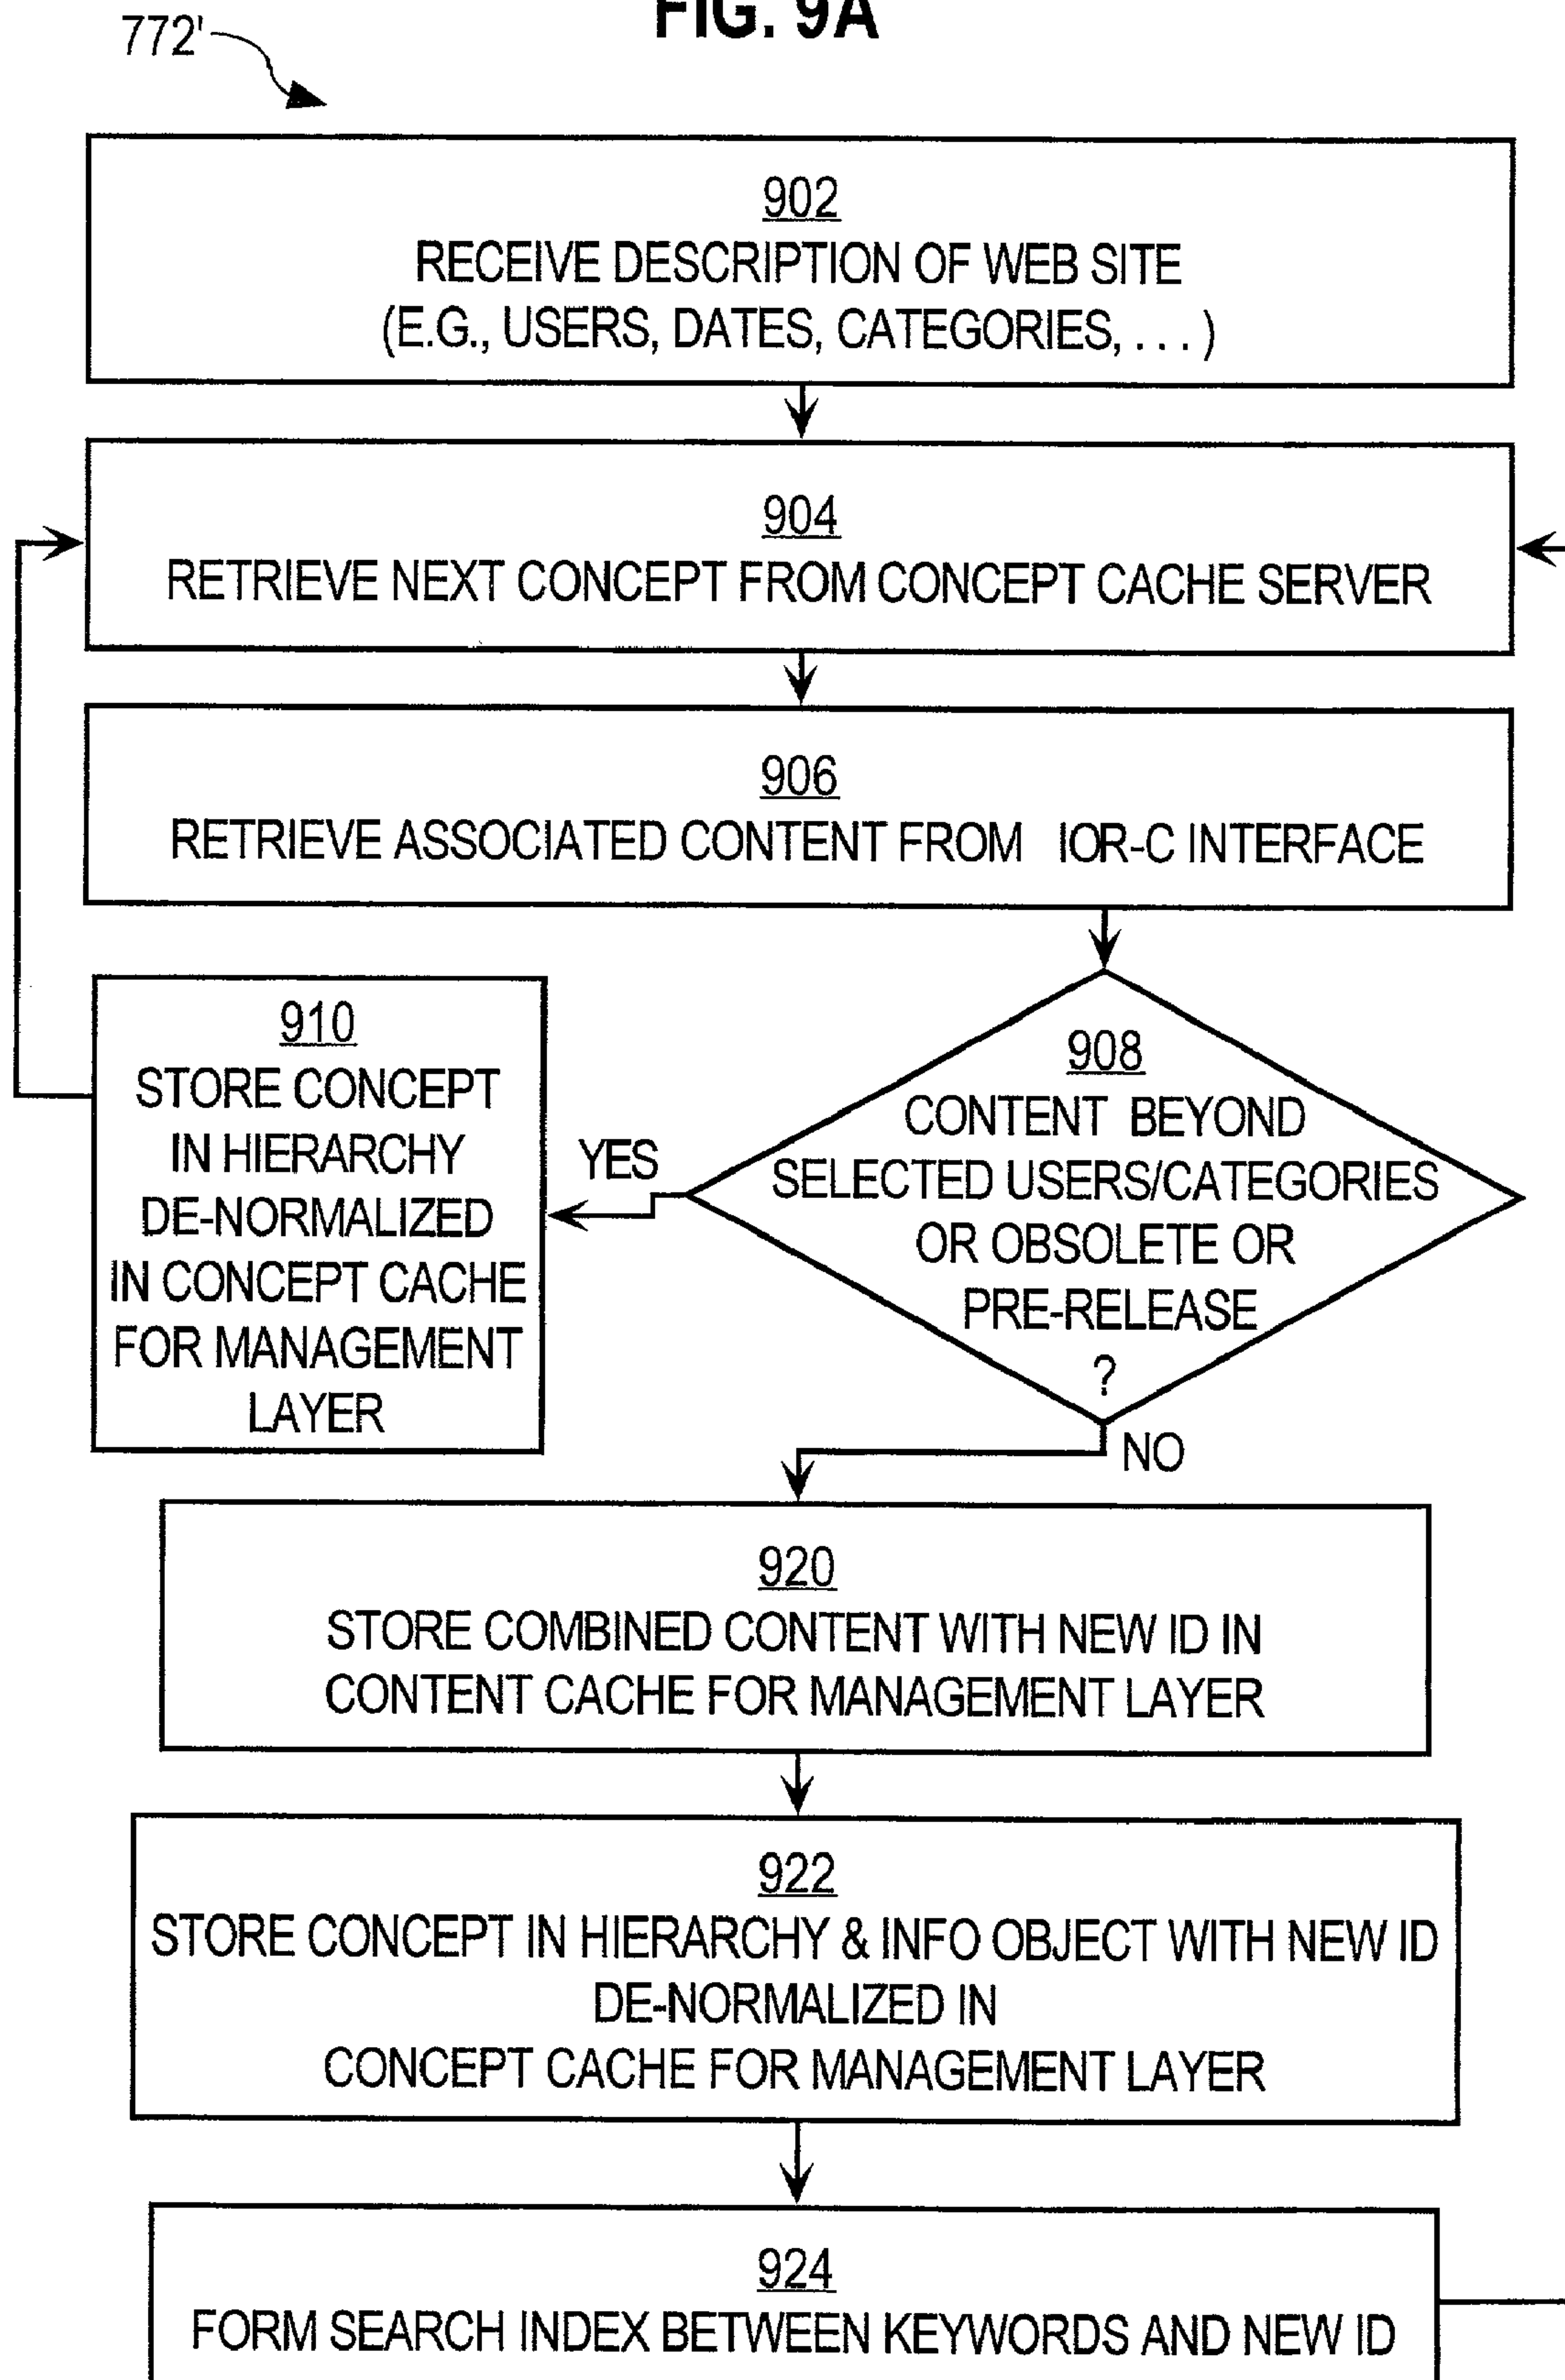 FIG. 9A
772'
902
RECEIVE DESCRIPTION OF WEB SITE
(E.G., USERS, DATES, CATEGORIES, . . . )
904
RETRIEVE NEXT CONCEPT FROM CONCEPT CACHE SERVER
906
RETRIEVE ASSOCIATED CONTENT FROM IOR-C INTERFACE
908
CONTENT BEYOND
SELECTED USERS/CATEGORIES
OR OBSOLETE OR
PRE-RELEASE
?
YES
910
STORE CONCEPT
IN HIERARCHY
DE-NORMALIZED
IN CONCEPT CACHE
FOR MANAGEMENT
LAYER
NO
920
STORE COMBINED CONTENT WITH NEW ID IN
CONTENT CACHE FOR MANAGEMENT LAYER
922
STORE CONCEPT IN HIERARCHY & INFO OBJECT WITH NEW ID
DE-NORMALIZED IN
CONCEPT CACHE FOR MANAGEMENT LAYER
924
FORM SEARCH INDEX BETWEEN KEYWORDS AND NEW ID